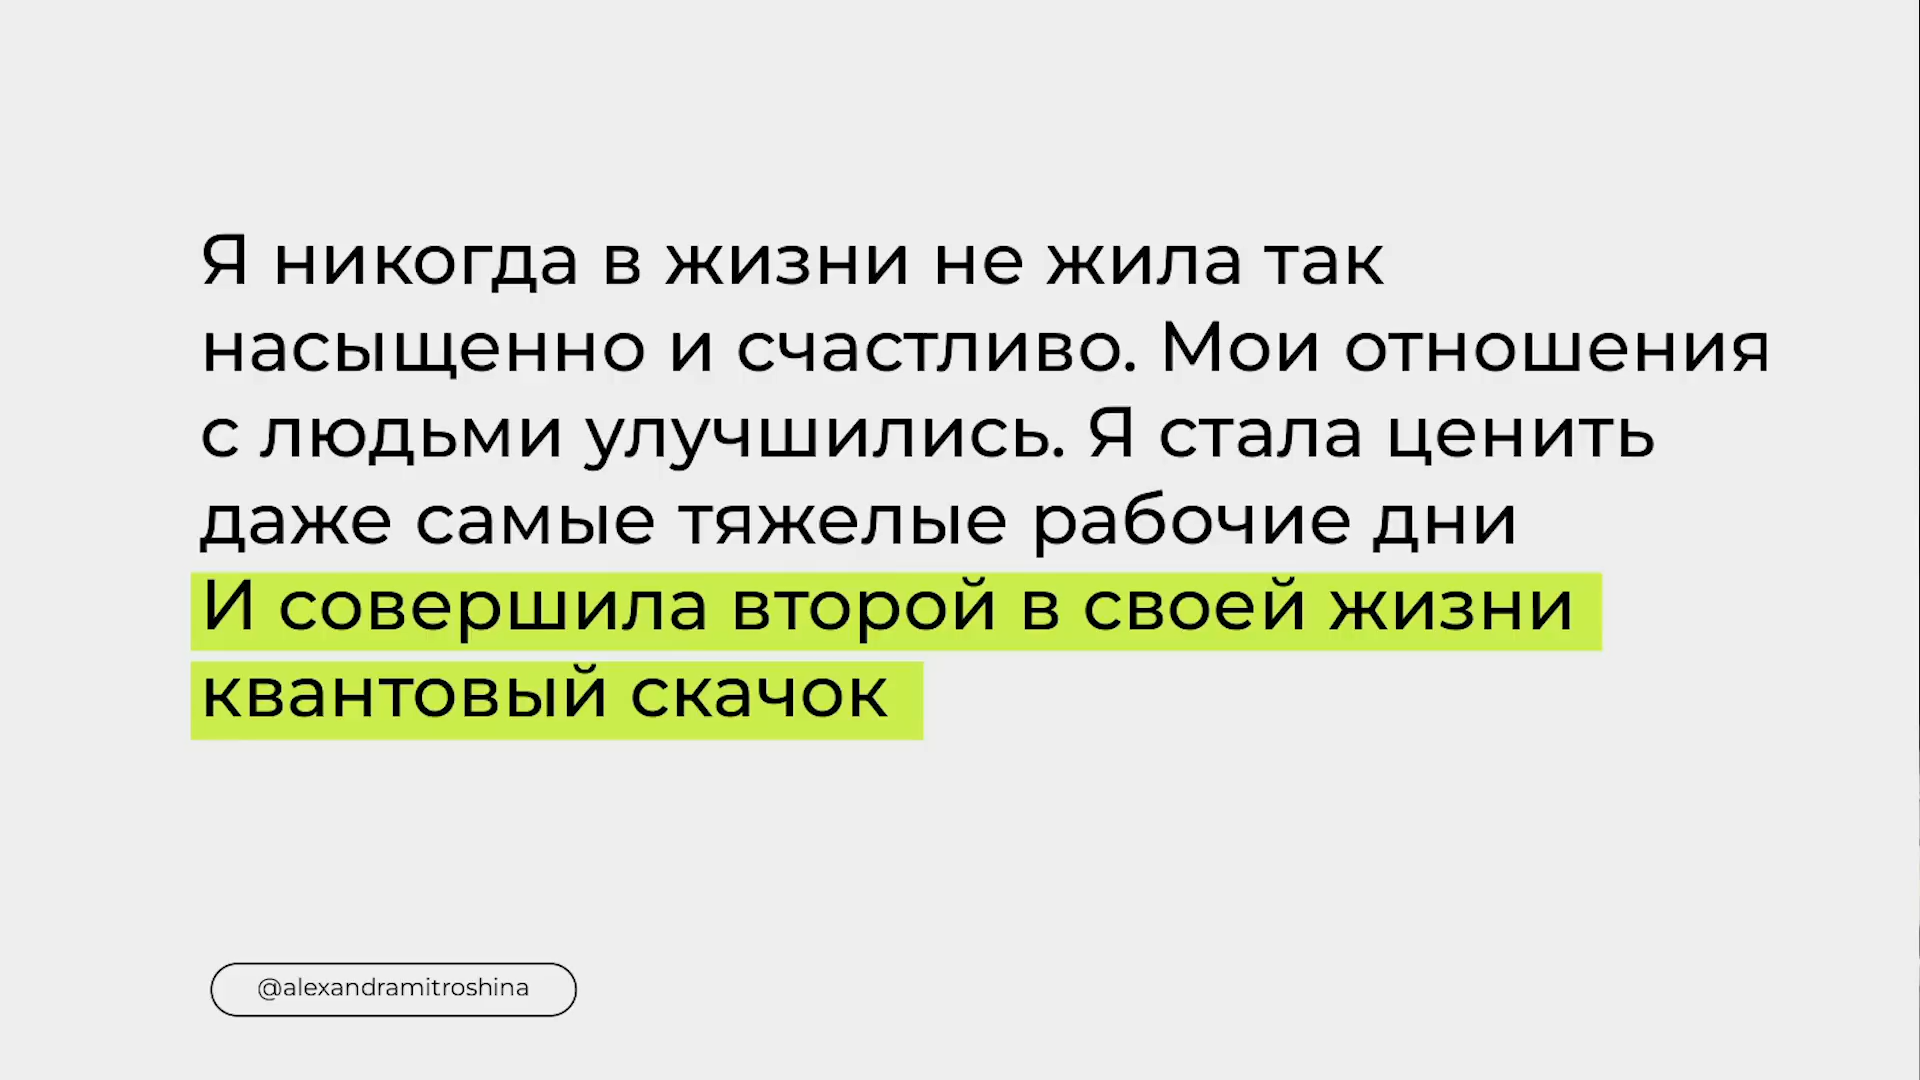 Я никогда в жизни не жила так
насыщенно и счастливо. Мои отношения
с людьми улучшились. Я стала ценить
даже самые тяжелые рабочие дни
И совершила второй в своей жизни
квантовый скачок
@alexandramitroshina